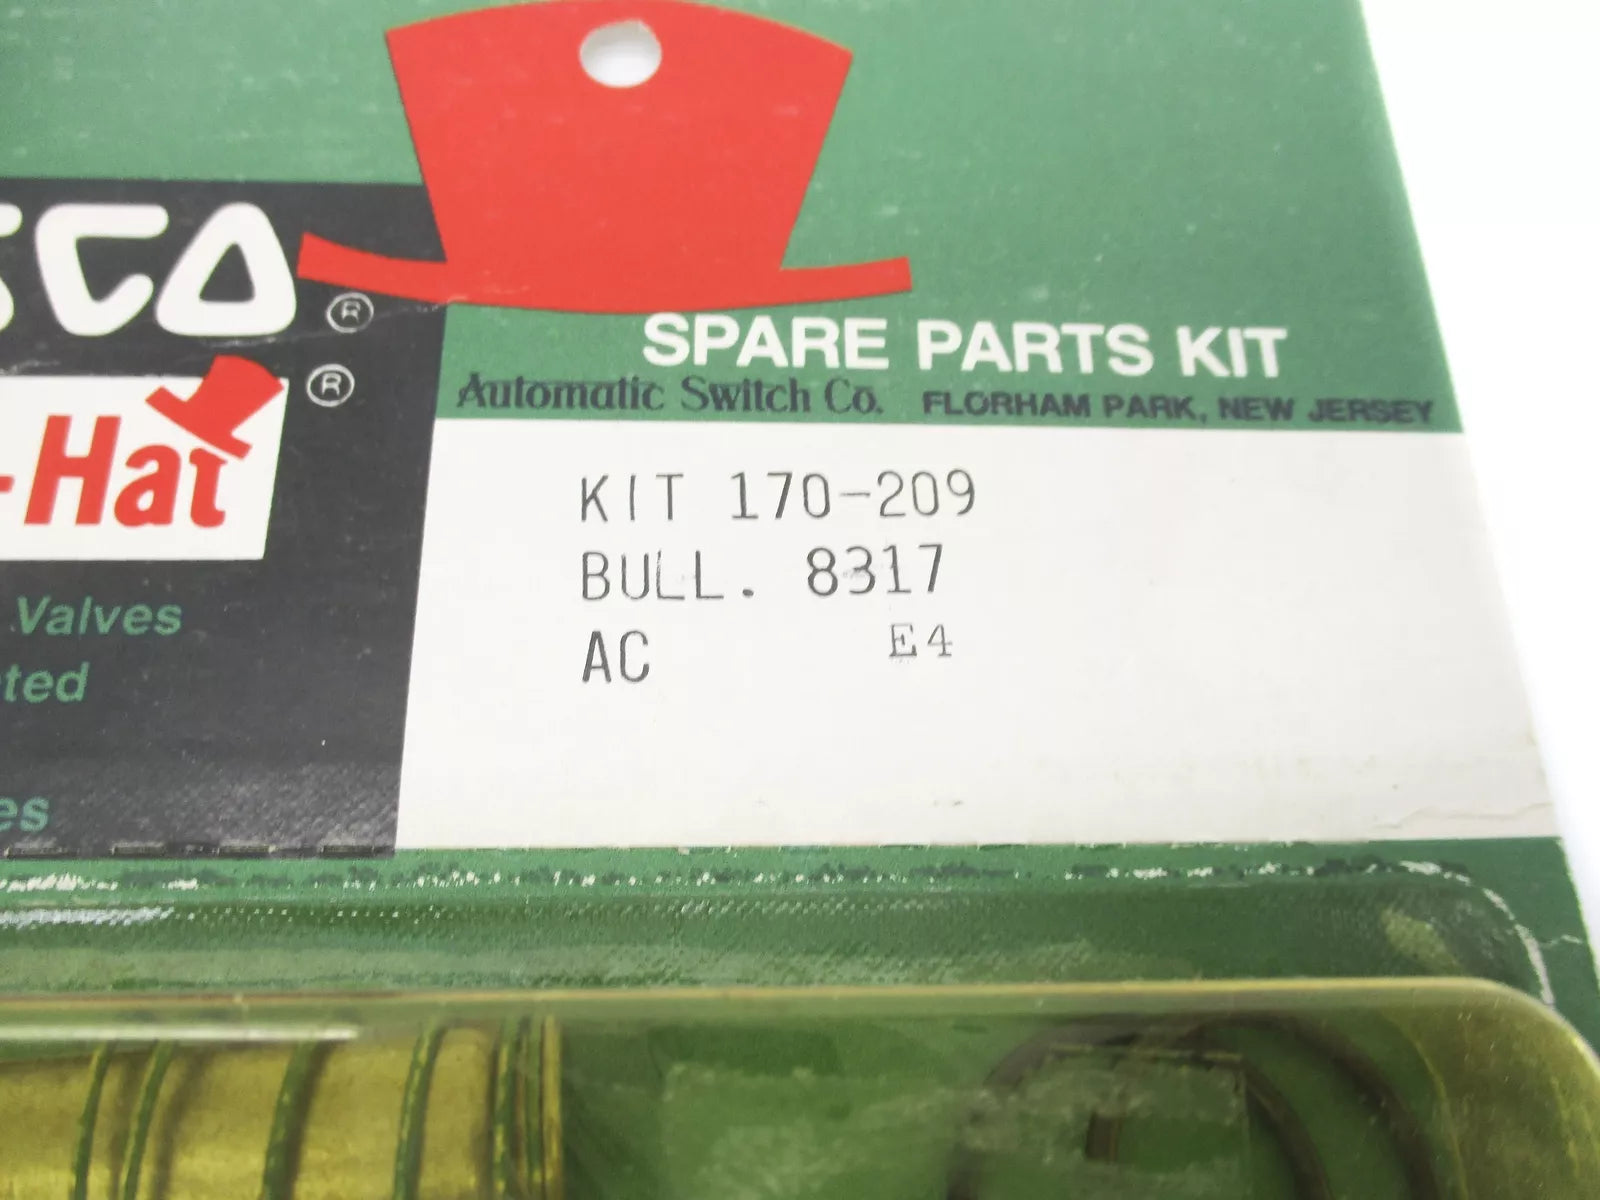 SCO ®
-Hat ®
Valves
ted
es
SPARE PARTS KIT
Automatic Switch Co. FLORHAM PARK, NEW JERSEY
KIT 170-209
BULL. 8317
AC E4